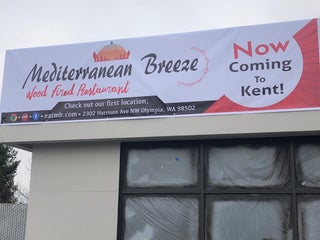 Mediterranean Breeze
Wood Fired Restaurant
Check out our first location;
• eatmb.com • 2302 Harrison Ave NW Olympia, WA 98502
Now
Coming
To
Kent!